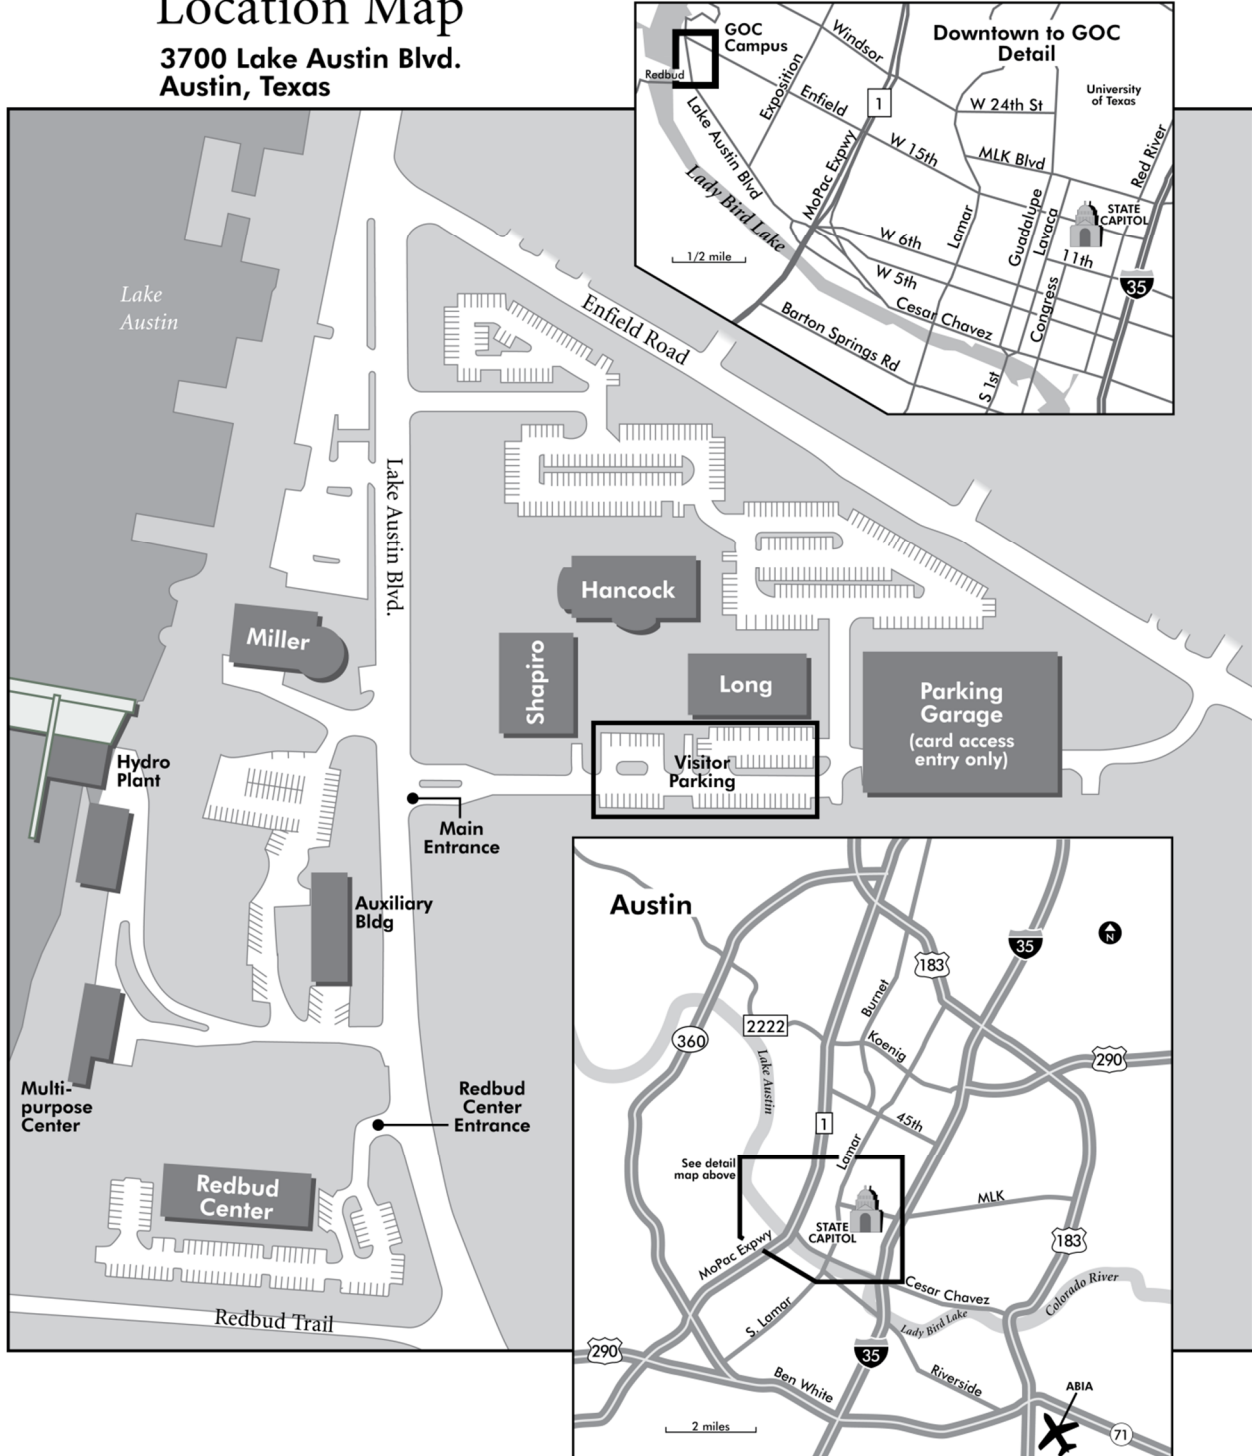 Location Map
3700 Lake Austin Blvd.
Austin, Texas
Downtown to GOC
Detail
GOC
Campus
Redbud
Windsor
Exposition
Enfield
1
W 24th St
University
of Texas
Lake Austin Blvd
MoPac Expwy
W 15th
MLK Blvd
Red River
Lady Bird Lake
Lamar
Guadalupe
Lavaca
STATE
CAPITOL
1/2 mile
W 6th
11th
W 5th
35
Cesar Chavez
Congress
Barton Springs Rd
S 1st
Lake
Austin
Enfield Road
Lake Austin Blvd.
Hancock
Miller
Shapiro
Long
Parking
Garage
(card access
entry only)
Visitor
Parking
Hydro
Plant
Main
Entrance
Auxiliary
Bldg
Multi-
purpose
Center
Redbud
Center
Entrance
Redbud
Center
Redbud Trail
Austin
N
35
183
Burnet
2222
360
Koenig
290
Lake Austin
1
45th
Lamar
See detail
map above
MLK
STATE
CAPITOL
183
MoPac Expwy
Cesar Chavez
Colorado River
S. Lamar
Lady Bird Lake
290
35
Ben White
Riverside
ABIA
2 miles
71